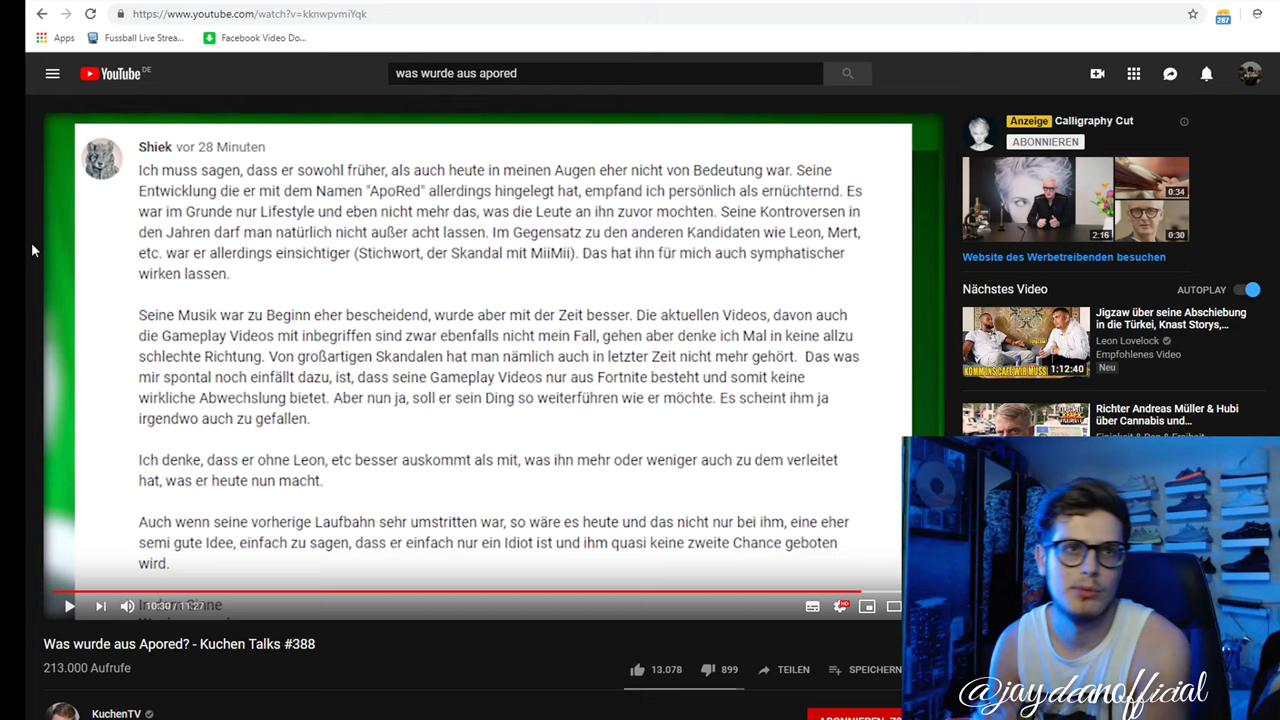 https://www.youtube.com/watch?v=kknwpvmiYqk
287
Apps
Fussball Live Strea...
Facebook Video Do...
YouTube DE
was wurde aus apored
Shiek vor 28 Minuten
Ich muss sagen, dass er sowohl früher, als auch heute in meinen Augen eher nicht von Bedeutung war. Seine
Entwicklung die er mit dem Namen "ApoRed" allerdings hingelegt hat, empfand ich persönlich als ernüchternd. Es
war im Grunde nur Lifestyle und eben nicht mehr das, was die Leute an ihn zuvor mochten. Seine Kontroversen in
den Jahren darf man natürlich nicht außer acht lassen. Im Gegensatz zu den anderen Kandidaten wie Leon, Mert,
etc. war er allerdings einsichtiger (Stichwort, der Skandal mit MiiMii). Das hat ihn für mich auch symphatischer
wirken lassen.
Seine Musik war zu Beginn eher bescheidend, wurde aber mit der Zeit besser. Die aktuellen Videos, davon auch
die Gameplay Videos mit inbegriffen sind zwar ebenfalls nicht mein Fall, gehen aber denke ich Mal in keine allzu
schlechte Richtung. Von großartigen Skandalen hat man nämlich auch in letzter Zeit nicht mehr gehört. Das was
mir spontal noch einfällt dazu, ist, dass seine Gameplay Videos nur aus Fortnite besteht und somit keine
wirkliche Abwechslung bietet. Aber nun ja, soll er sein Ding so weiterführen wie er möchte. Es scheint ihm ja
irgendwo auch zu gefallen.
Ich denke, dass er ohne Leon, etc besser auskommt als mit, was ihn mehr oder weniger auch zu dem verleitet
hat, was er heute nun macht.
Auch wenn seine vorherige Laufbahn sehr umstritten war, so wäre es heute und das nicht nur bei ihm, eine eher
semi gute Idee, einfach zu sagen, dass er einfach nur ein Idiot ist und ihm quasi keine zweite Chance geboten
wird.
10:30 / 11:27
HD
Was wurde aus Apored? - Kuchen Talks #388
213.000 Aufrufe
13.078
899
TEILEN
SPEICHERN
KuchenTV
Anzeige Calligraphy Cut
ABONNIEREN
2:16
0:34
0:30
Website des Werbetreibenden besuchen
Nächstes Video
AUTOPLAY
KOMM INS CAFE WIR MUSS!
1:12:40
Jigzaw über seine Abschiebung
in die Türkei, Knast Storys,...
Leon Lovelock
Empfohlenes Video
Neu
Richter Andreas Müller & Hubi
über Cannabis und...
@jaydeanofficial